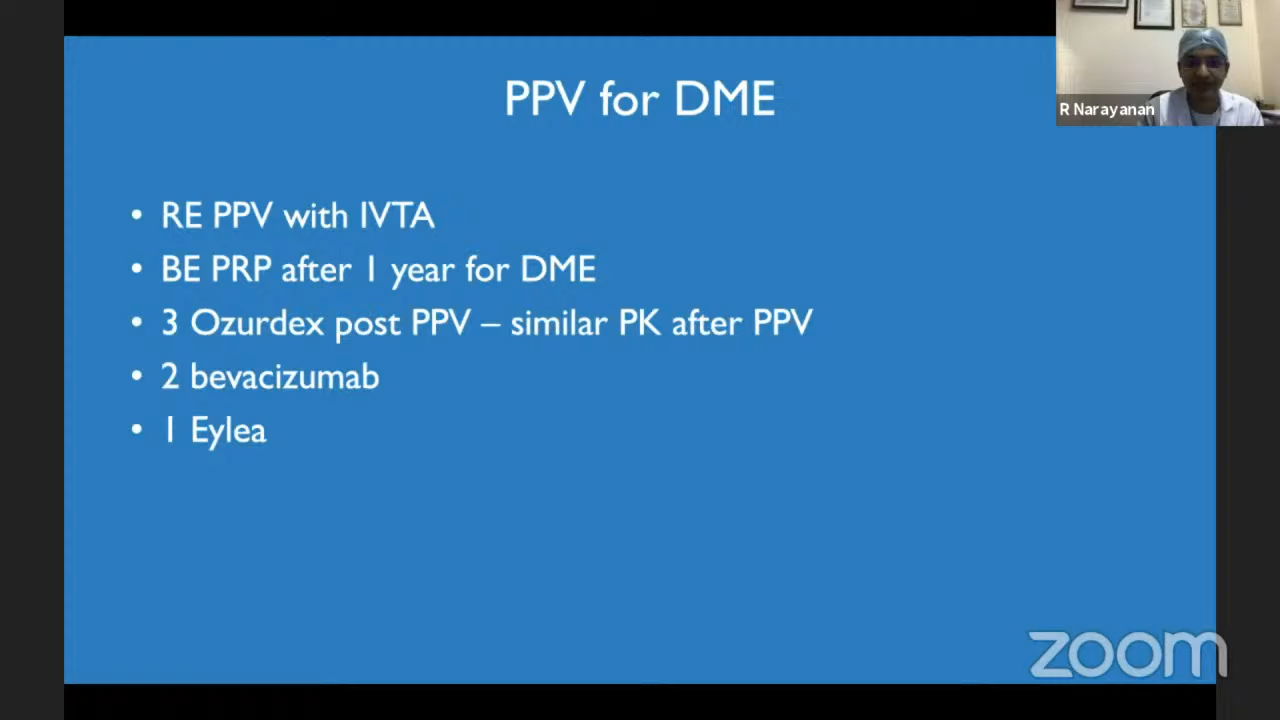 PPV for DME
R Narayanan
• RE PPV with IVTA
• BE PRP after 1 year for DME
• 3 Ozurdex post PPV – similar PK after PPV
• 2 bevacizumab
• 1 Eylea
zoom